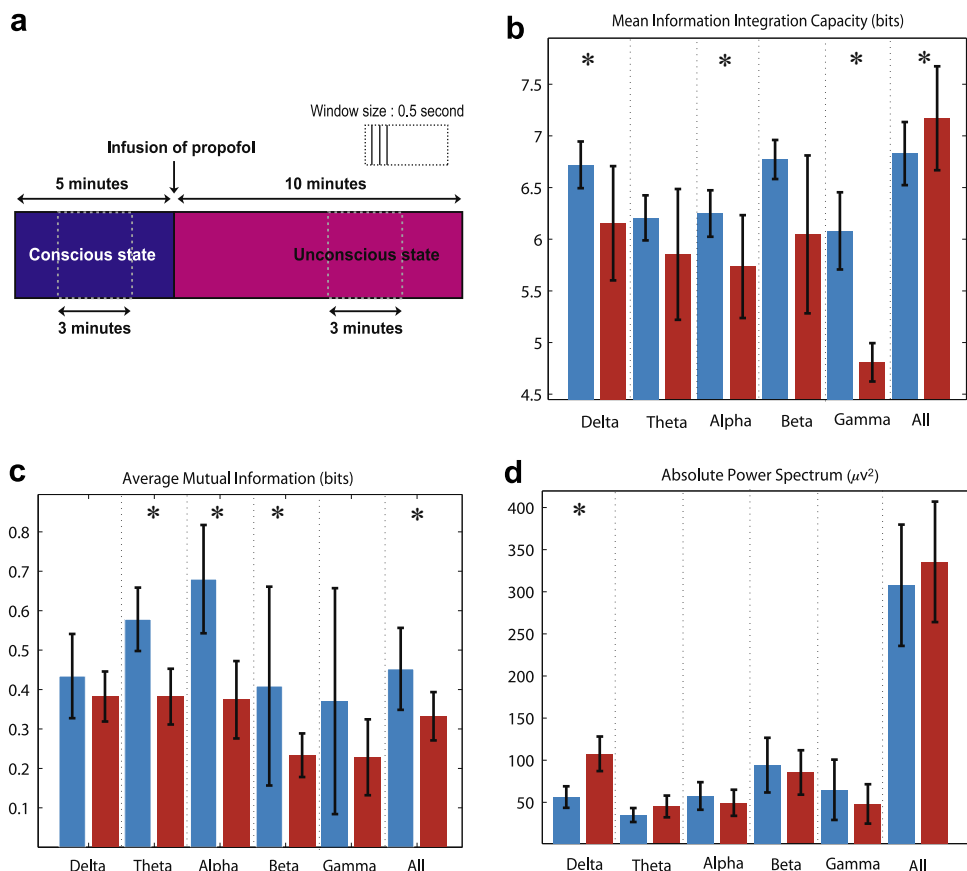 a
Window size : 0.5 second
Infusion of propofol
5 minutes
10 minutes
Conscious state
Unconscious state
3 minutes
3 minutes
b
Mean Information Integration Capacity (bits)
* * * *
7.5
7
6.5
6
5.5
5
4.5
Delta Theta Alpha Beta Gamma All
c
Average Mutual Information (bits)
* * * *
0.8
0.7
0.6
0.5
0.4
0.3
0.2
0.1
Delta Theta Alpha Beta Gamma All
d
Absolute Power Spectrum (μv²)
*
400
350
300
250
200
150
100
50
Delta Theta Alpha Beta Gamma All